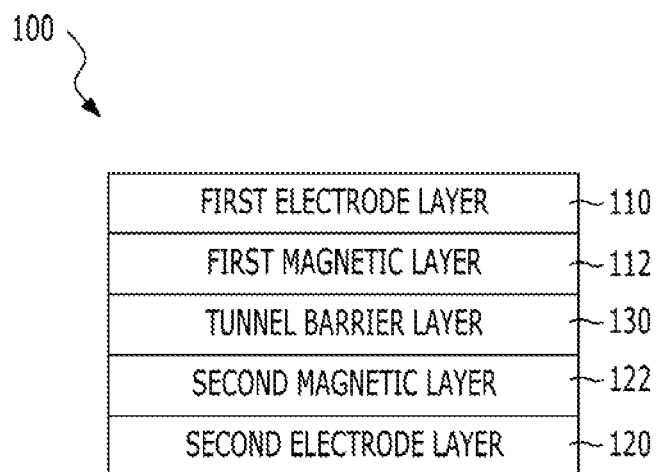 100
FIRST ELECTRODE LAYER 110
FIRST MAGNETIC LAYER 112
TUNNEL BARRIER LAYER 130
SECOND MAGNETIC LAYER 122
SECOND ELECTRODE LAYER 120